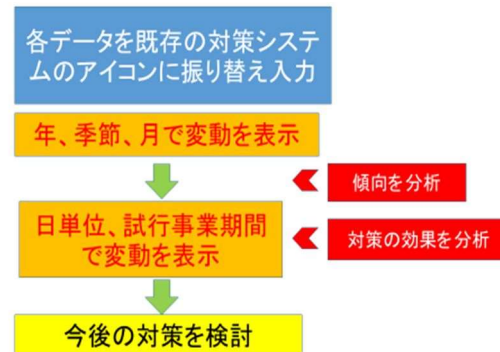 各データを既存の対策システ
ムのアイコンに振り替え入力
年、季節、月で変動を表示
傾向を分析
日単位、試行事業期間
で変動を表示
対策の効果を分析
今後の対策を検討